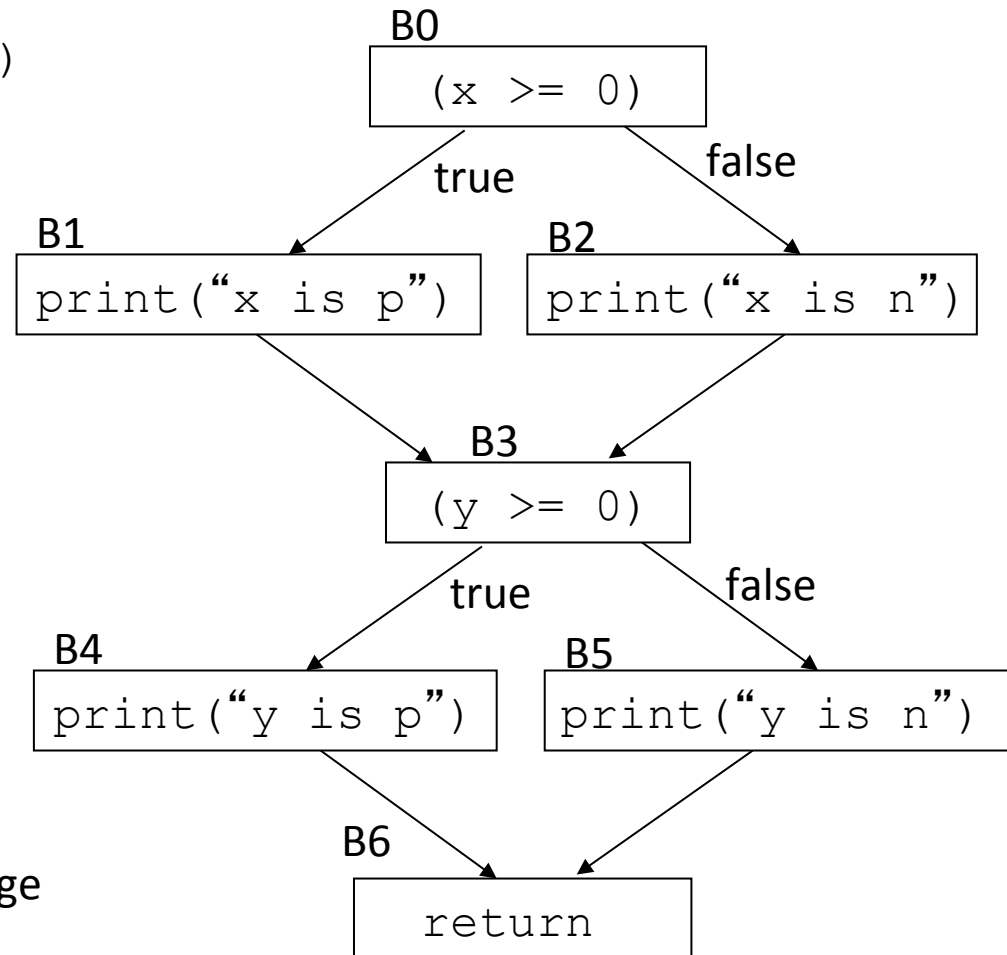 B0
)
(x >= 0)
true
false
B1
B2
print(“x is p”)
print(“x is n”)
B3
(y >= 0)
true
false
B4
B5
print(“y is p”)
print(“y is n”)
B6
ge
return